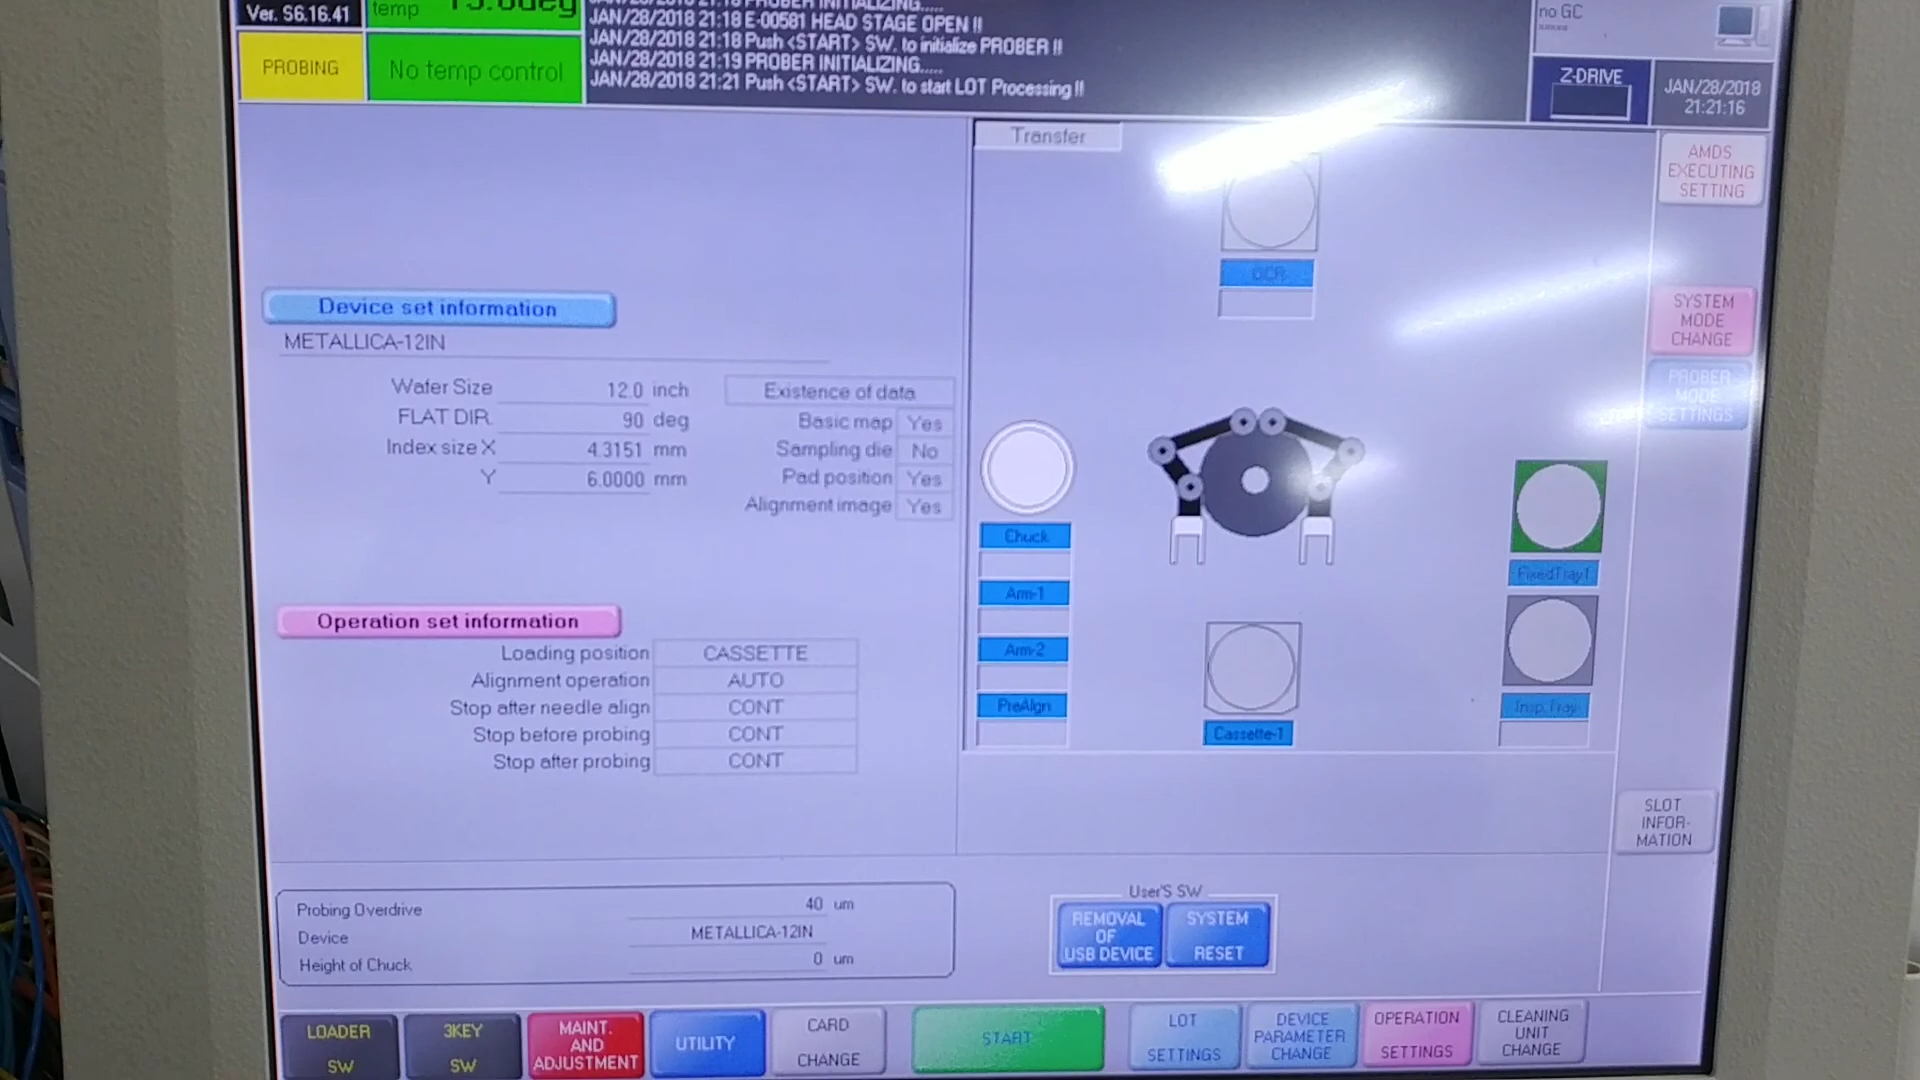 Ver. S6.16.41
temp
PROBING
No temp control
JAN/28/2018 21:18 E-00581 HEAD STAGE OPEN !!
JAN/28/2018 21:18 Push <START> SW. to initialize PROBER !!
JAN/28/2018 21:19 PROBER INITIALIZING.....
JAN/28/2018 21:21 Push <START> SW. to start LOT Processing !!
no GC
Z-DRIVE
JAN/28/2018
21:21:16
Transfer
AMDS
EXECUTING
SETTING
OCR
SYSTEM
MODE
CHANGE
PROBER
MODE
SETTINGS
Device set information
METALLICA-12IN
Wafer Size 12.0 inch
FLAT DIR. 90 deg
Index size X 4.3151 mm
Y 6.0000 mm
Existence of data
Basic map Yes
Sampling die No
Pad position Yes
Alignment image Yes
Chuck
Arm-1
Arm-2
PreAlign
Cassette-1
FixedTray1
Insp.Tray
Operation set information
Loading position CASSETTE
Alignment operation AUTO
Stop after needle align CONT
Stop before probing CONT
Stop after probing CONT
SLOT
INFOR-
MATION
Probing Overdrive 40 um
Device METALLICA-12IN
Height of Chuck 0 um
User'S SW
REMOVAL
OF
USB DEVICE
SYSTEM
RESET
LOADER
SW
3KEY
SW
MAINT.
AND
ADJUSTMENT
UTILITY
CARD
CHANGE
START
LOT
SETTINGS
DEVICE
PARAMETER
CHANGE
OPERATION
SETTINGS
CLEANING
UNIT
CHANGE